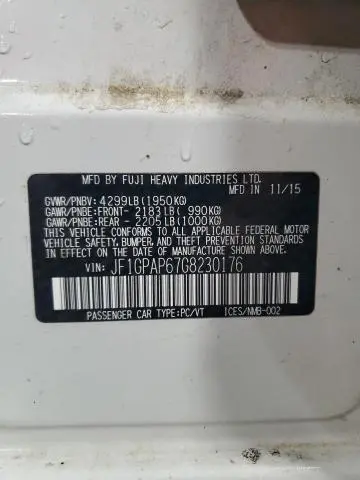 MFD BY FUJI HEAVY INDUSTRIES LTD.
MFD IN 11/15
GVWR/PNBV: 4299LB(1950KG)
GAWR/PNBE:FRONT- 2183LB( 990KG)
GAWR/PNBE:REAR - 2205LB(1000KG)
THIS VEHICLE CONFORMS TO ALL APPLICABLE FEDERAL MOTOR
VEHICLE SAFETY, BUMPER, AND THEFT PREVENTION STANDARDS
IN EFFECT ON THE DATE OF MANUFACTURE SHOWN ABOVE.
VIN: JF1GPAP67G8230176
PASSENGER CAR TYPE:PC/VT ICES/NMB-002